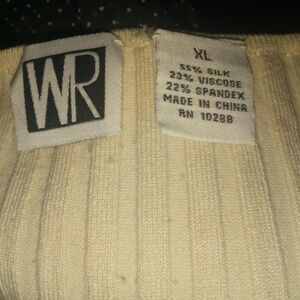 WR
XL
55% SILK
23% VISCOSE
22% SPANDEX
MADE IN CHINA
RN 10288